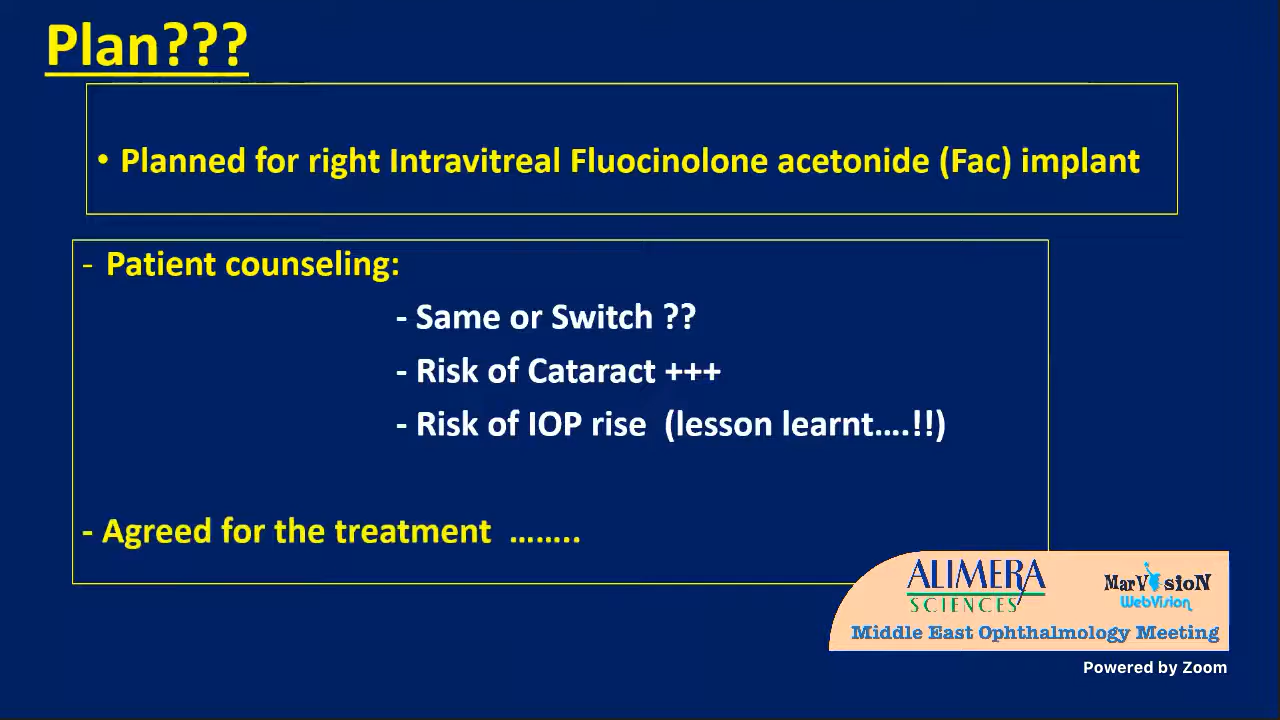 Plan???
• Planned for right Intravitreal Fluocinolone acetonide (Fac) implant
- Patient counseling:
- Same or Switch ??
- Risk of Cataract +++
- Risk of IOP rise (lesson learnt….!!)
- Agreed for the treatment ……..
ALIMERA
SCIENCES
MarVisioN
WebVision
Middle East Ophthalmology Meeting
Powered by Zoom